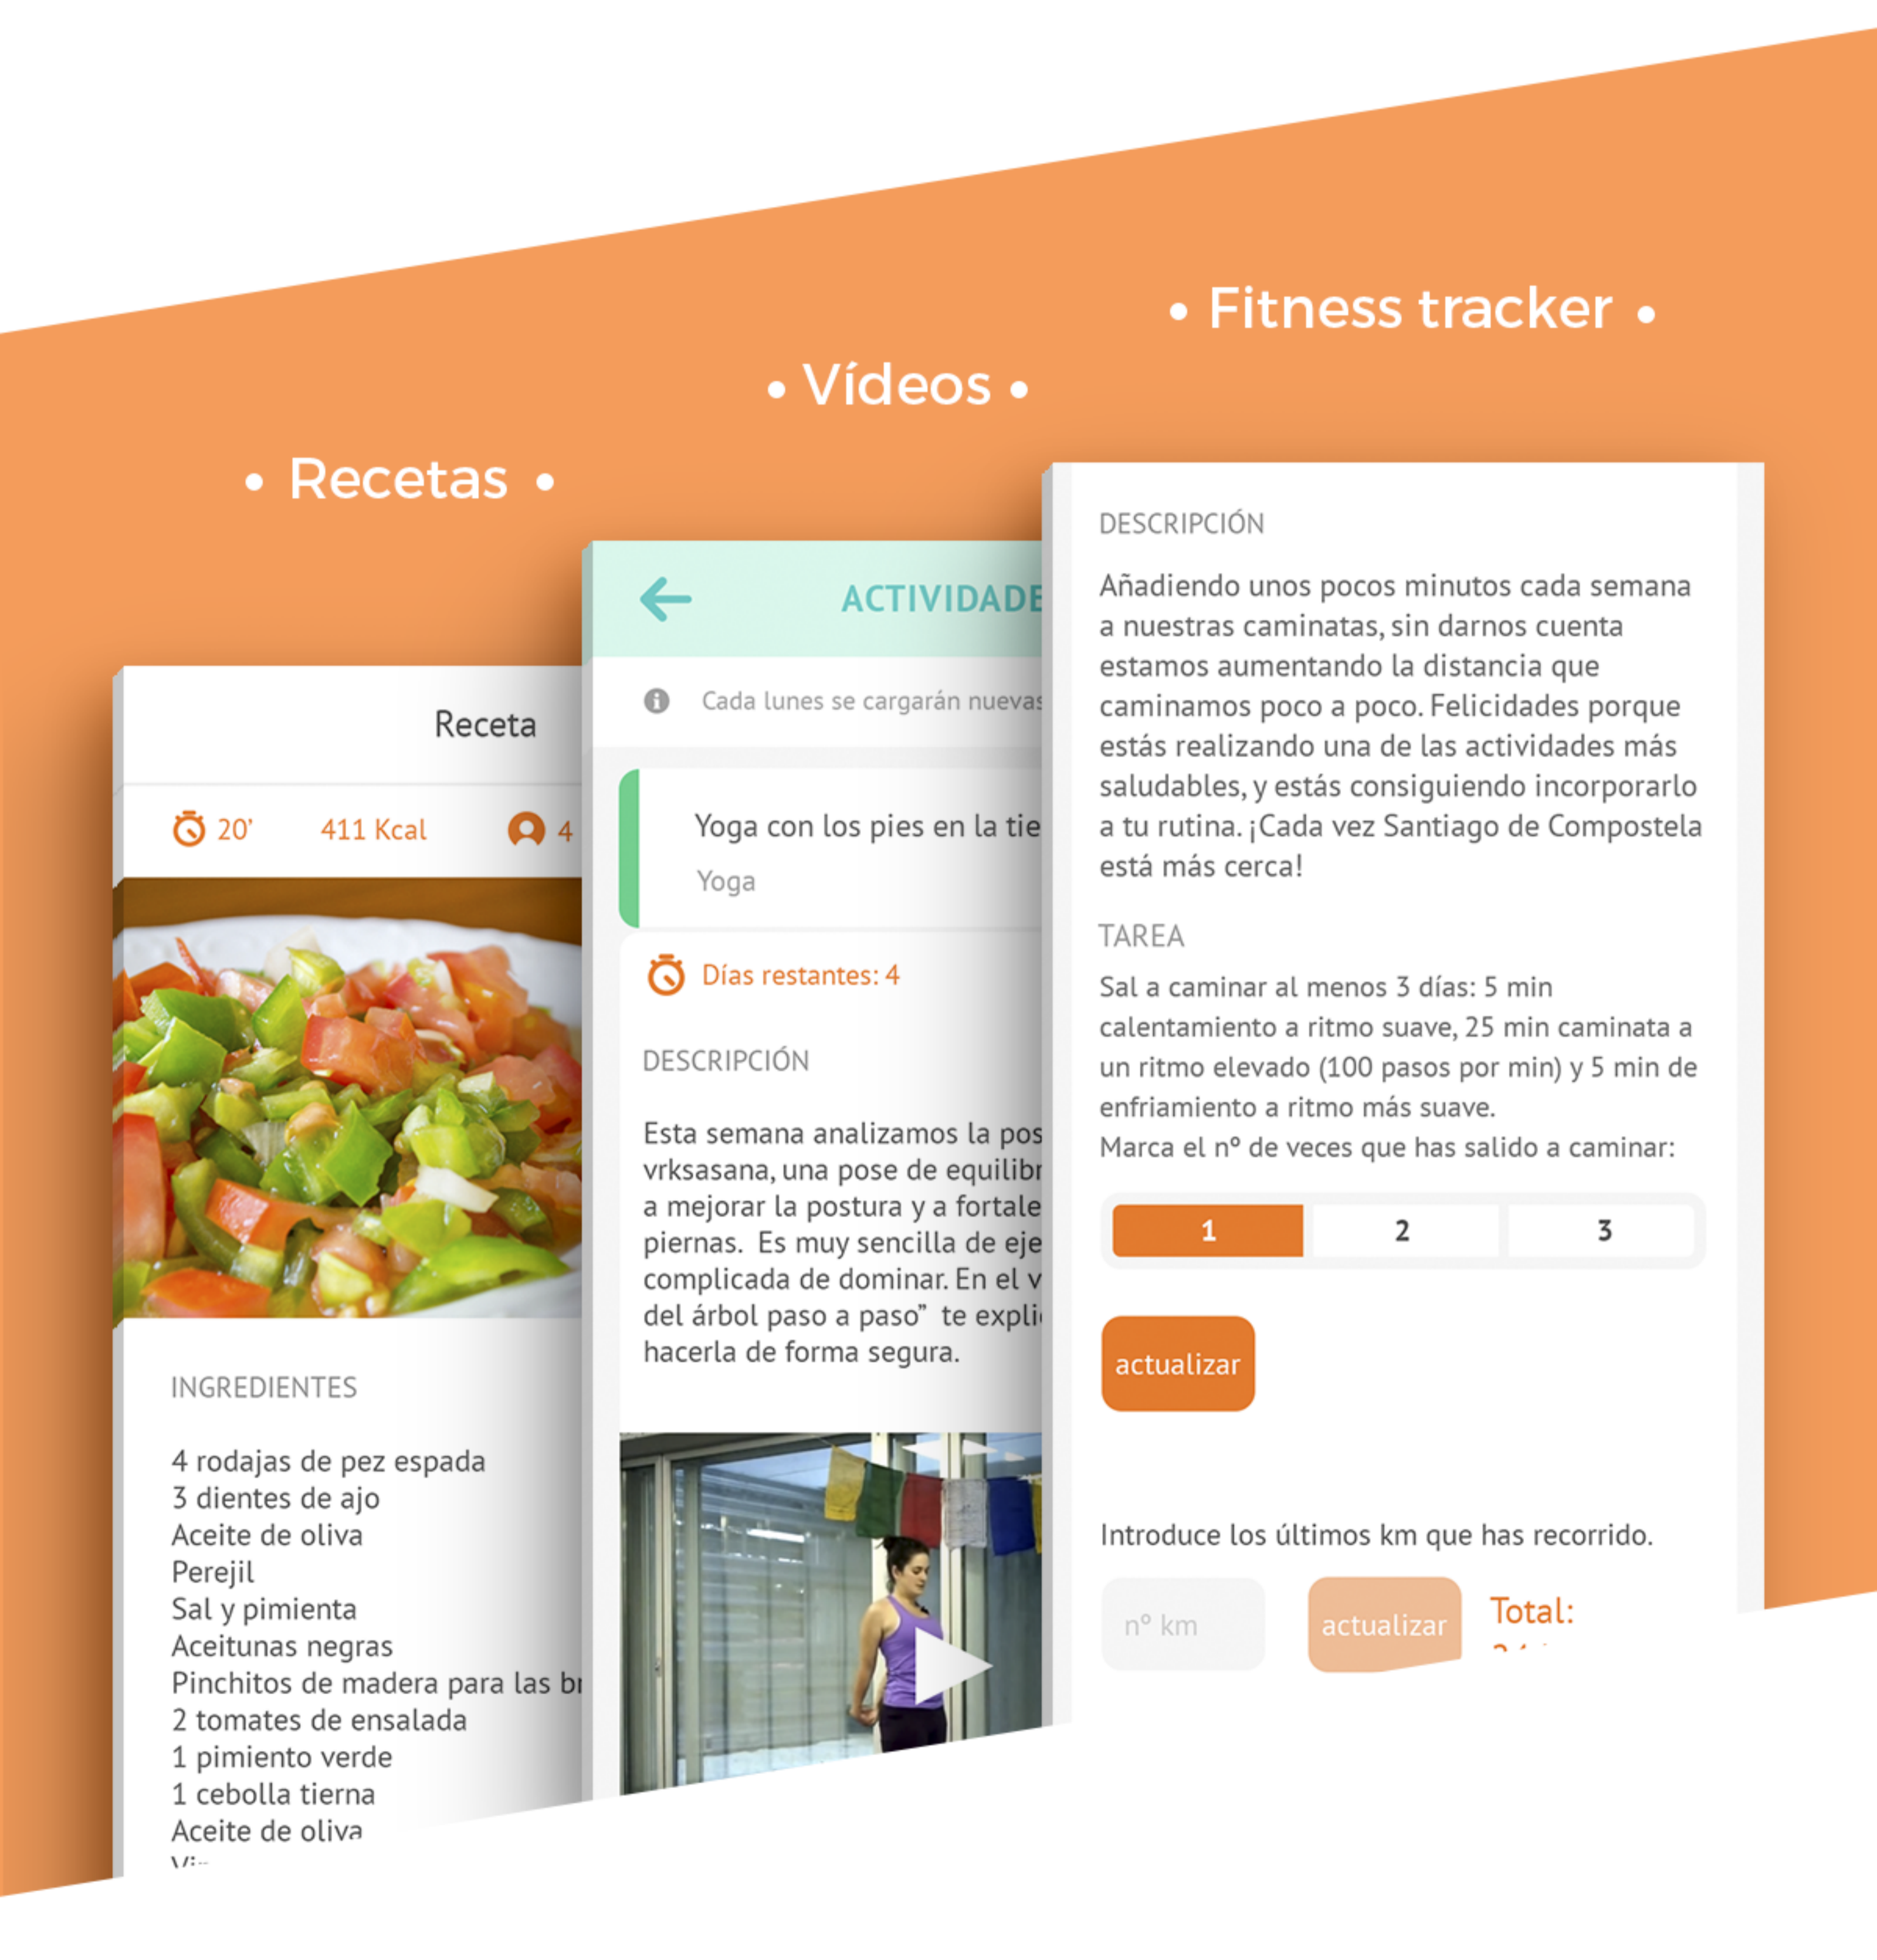 • Fitness tracker •
• Vídeos •
• Recetas •
Receta
20’ 411 Kcal 4
INGREDIENTES
4 rodajas de pez espada
3 dientes de ajo
Aceite de oliva
Perejil
Sal y pimienta
Aceitunas negras
Pinchitos de madera para las
2 tomates de ensalada
1 pimiento verde
1 cebolla tierna
Aceite de oliva
ACTIVIDADE
Cada lunes se cargarán nuevas
Yoga con los pies en la tie
Yoga
Días restantes: 4
DESCRIPCIÓN
Esta semana analizamos la pos
vrksasana, una pose de equilibr
a mejorar la postura y a fortale
piernas. Es muy sencilla de eje
complicada de dominar. En el v
del árbol paso a paso” te expli
hacerla de forma segura.
DESCRIPCIÓN
Añadiendo unos pocos minutos cada semana
a nuestras caminatas, sin darnos cuenta
estamos aumentando la distancia que
caminamos poco a poco. Felicidades porque
estás realizando una de las actividades más
saludables, y estás consiguiendo incorporarlo
a tu rutina. ¡Cada vez Santiago de Compostela
está más cerca!
TAREA
Sal a caminar al menos 3 días: 5 min
calentamiento a ritmo suave, 25 min caminata a
un ritmo elevado (100 pasos por min) y 5 min de
enfriamiento a ritmo más suave.
Marca el nº de veces que has salido a caminar:
1 2 3
actualizar
Introduce los últimos km que has recorrido.
nº km actualizar Total: